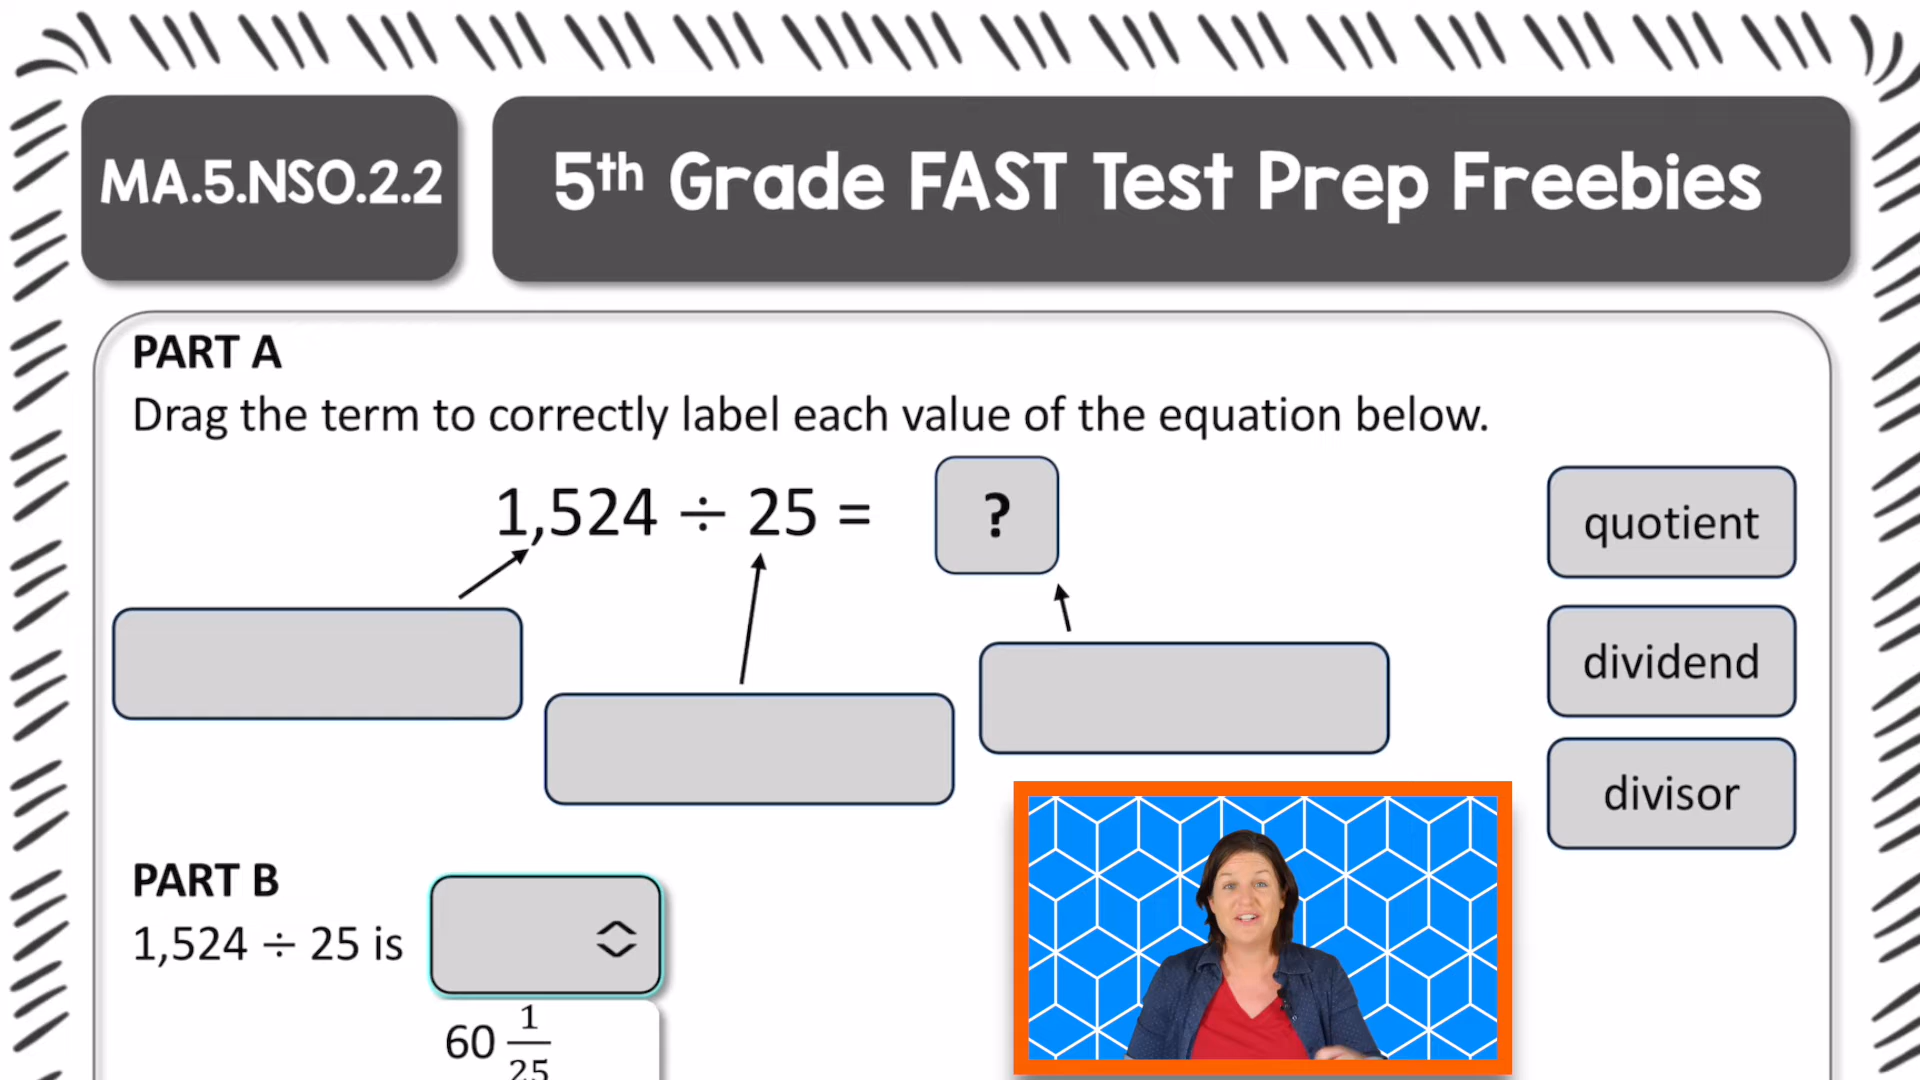 MA.5.NSO.2.2
5th Grade FAST Test Prep Freebies
PART A
Drag the term to correctly label each value of the equation below.
1,524 ÷ 25 = ?
quotient
dividend
divisor
PART B
1,524 ÷ 25 is
60 1/25